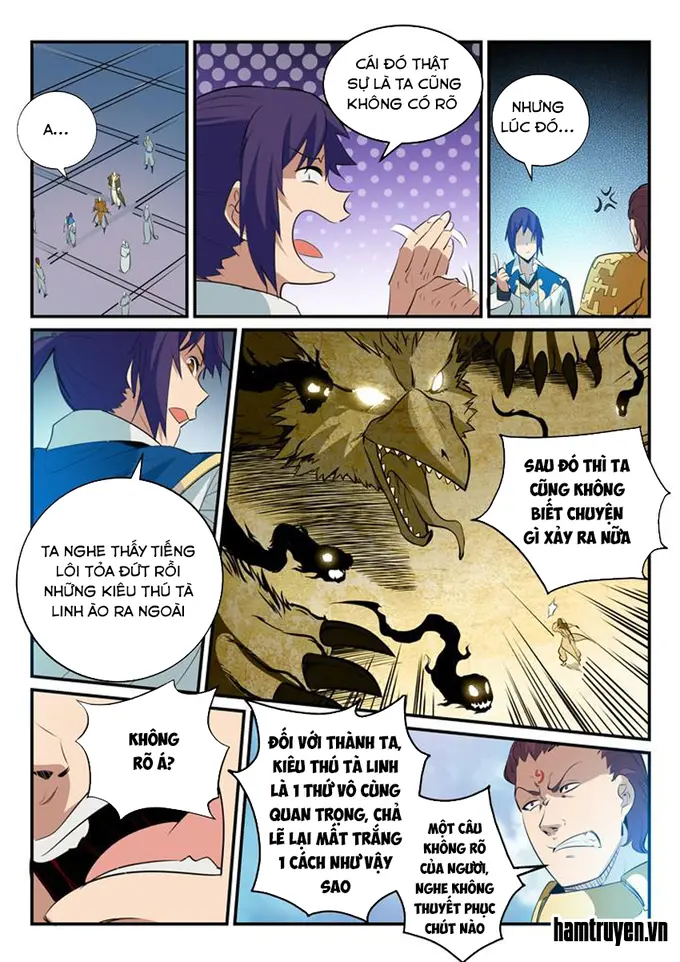 A...
CÁI ĐÓ THẬT
SỰ LÀ TA CŨNG
KHÔNG CÓ RÕ
NHƯNG
LÚC ĐÓ...
TA NGHE THẤY TIẾNG
LÔI TỎA ĐỨT RỒI
NHỮNG KIÊU THÚ TÀ
LINH ÀO RA NGOÀI
SAU ĐÓ THÌ TA
CŨNG KHÔNG
BIẾT CHUYỆN
GÌ XẢY RA NỮA
KHÔNG
RÕ Á?
ĐỐI VỚI THÀNH TA,
KIÊU THÚ TÀ LINH
LÀ 1 THỨ VÔ CÙNG
QUAN TRỌNG, CHẢ
LẼ LẠI MẤT TRẮNG
1 CÁCH NHƯ VẬY
SAO
MỘT CÂU
KHÔNG RÕ
CỦA NGƯƠI,
NGHE KHÔNG
THUYẾT PHỤC
CHÚT NÀO
hamtruyen.vn